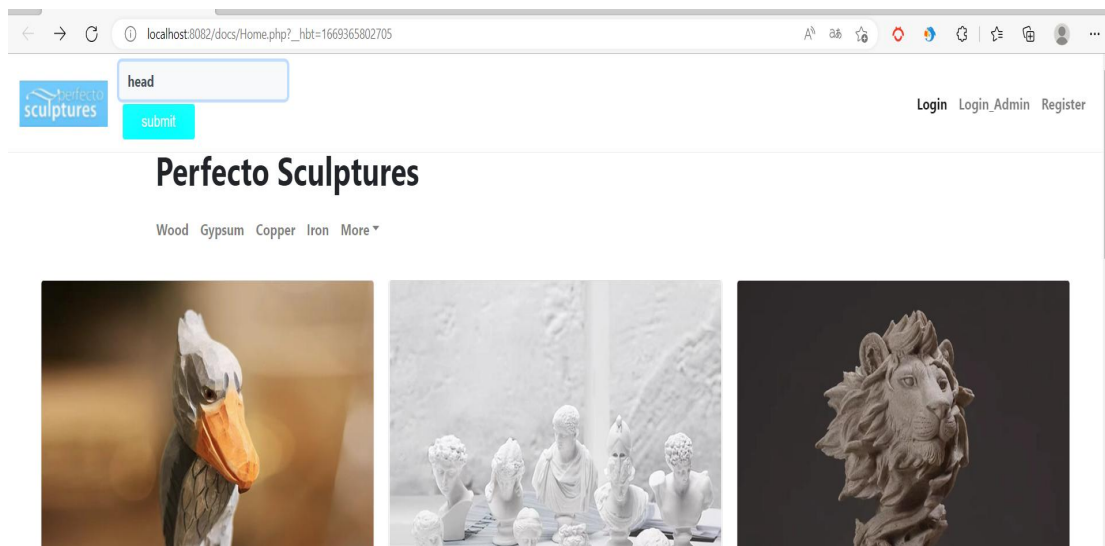 localhost:8082/docs/Home.php?_hbt=1669365802705
head
perfecto
sculptures
submit
Login Login_Admin Register
Perfecto Sculptures
Wood Gypsum Copper Iron More